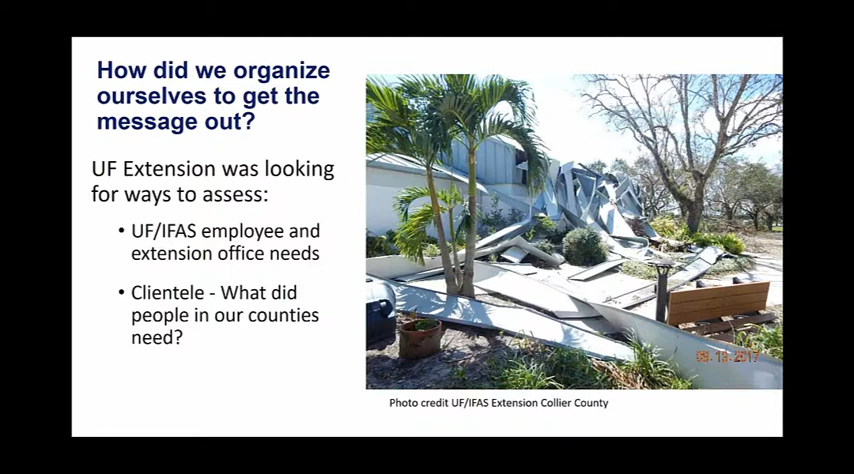 How did we organize
ourselves to get the
message out?
UF Extension was looking
for ways to assess:
• UF/IFAS employee and
extension office needs
• Clientele - What did
people in our counties
need?
09.13.2017
Photo credit UF/IFAS Extension Collier County